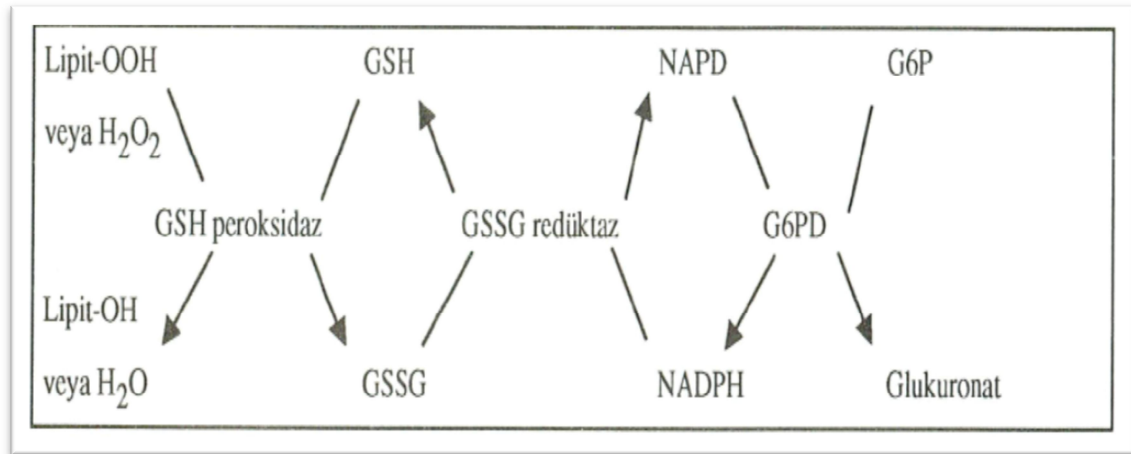 Lipit-OOH GSH NAPD G6P
veya H2O2
GSH peroksidaz GSSG redüktaz G6PD
Lipit-OH
veya H2O GSSG NADPH Glukuronat